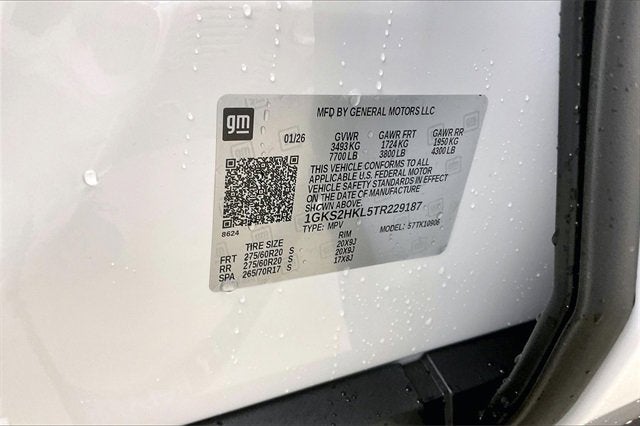 gm
MFD BY GENERAL MOTORS LLC
01/26 GVWR GAWR FRT GAWR RR
3493 KG 1724 KG 1950 KG
7700 LB 3800 LB 4300 LB
THIS VEHICLE CONFORMS TO ALL
APPLICABLE U.S. FEDERAL MOTOR
VEHICLE SAFETY STANDARDS IN EFFECT
ON THE DATE OF MANUFACTURE
SHOWN ABOVE.
1GKS2HKL5TR229187
8624 TYPE: MPV 57TK10906
TIRE SIZE RIM
FRT 275/60R20 S 20X9J
RR 275/60R20 S 20X9J
SPA 265/70R17 S 17X8J